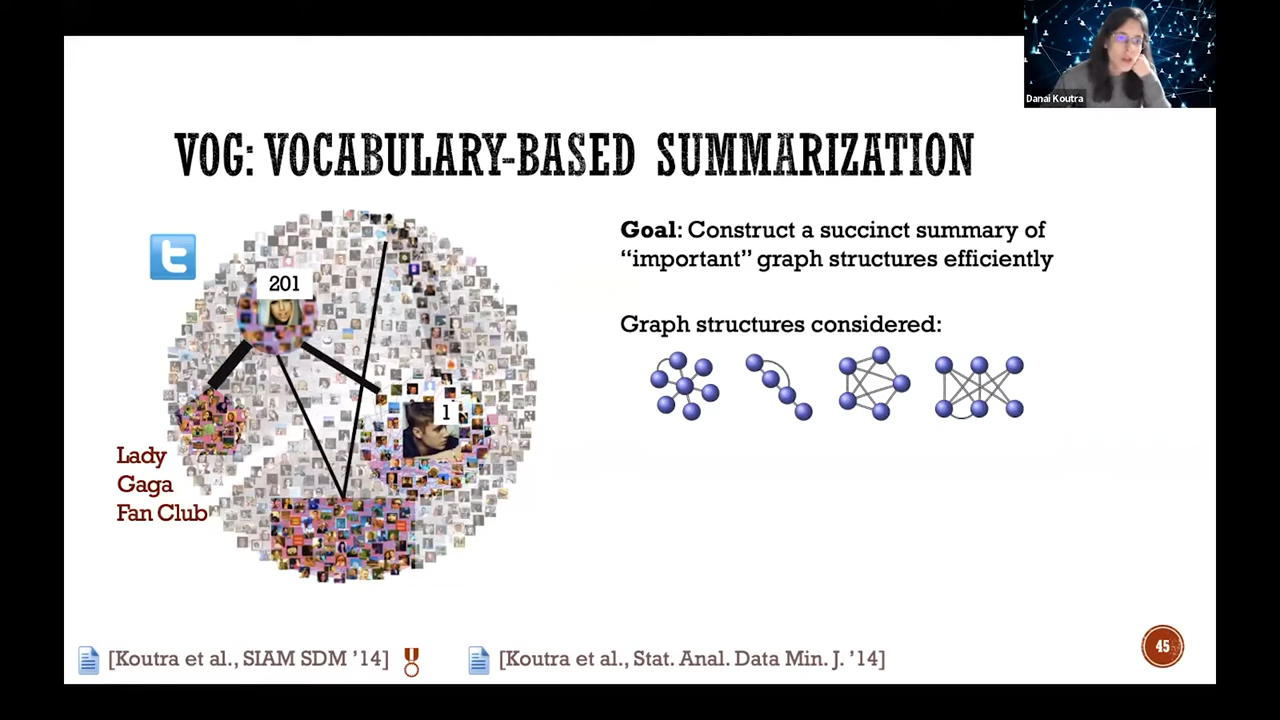 Danai Koutra
VOG: VOCABULARY-BASED SUMMARIZATION
201
1
Lady
Gaga
Fan Club
Goal: Construct a succinct summary of
“important” graph structures efficiently
Graph structures considered:
[Koutra et al., SIAM SDM ’14]
[Koutra et al., Stat. Anal. Data Min. J. ’14]
45